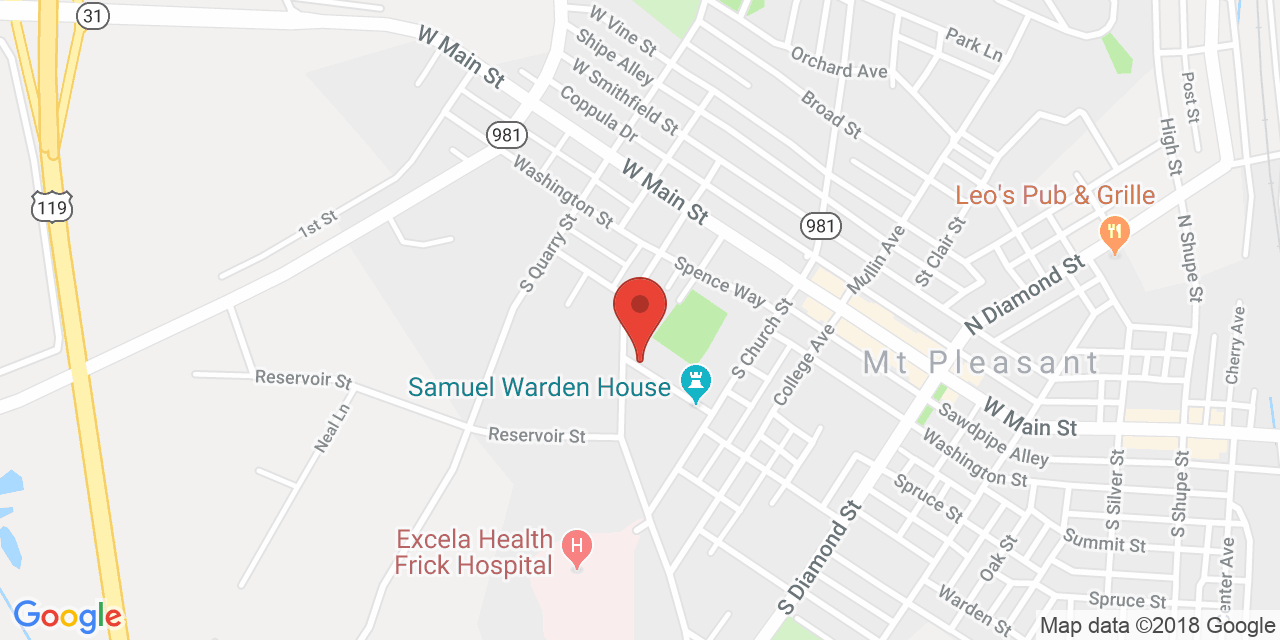 31
W Main St
W Vine St
Shipe Alley
W Smithfield St
Coppula Dr
Orchard Ave
Park Ln
Broad St
Post St
High St
981
Washington St
W Main St
119
1st St
S Quarry St
Leo's Pub & Grille
981
Mullin Ave
St Clair St
N Shupe St
Spence Way
N Diamond St
S Church St
College Ave
Cherry Ave
Mt Pleasant
Reservoir St
Samuel Warden House
Neal Ln
Reservoir St
W Main St
Sawdpipe Alley
Washington St
S Silver St
S Shupe St
Spruce St
Excela Health
Frick Hospital
H
S Diamond St
Summit St
Oak St
Warden St
Spruce St
enter Ave
Google
Map data ©2018 Google